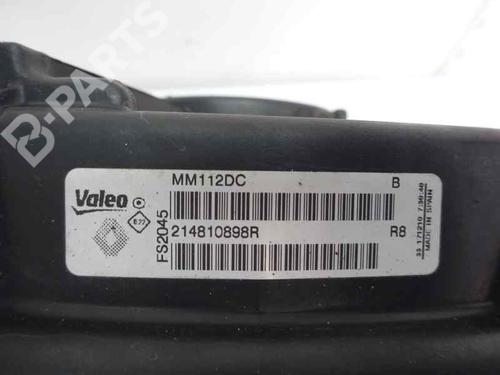 B-PARTS
MM112DC B
Valeo
FS2045
214810898R R8
MADE IN SPAIN